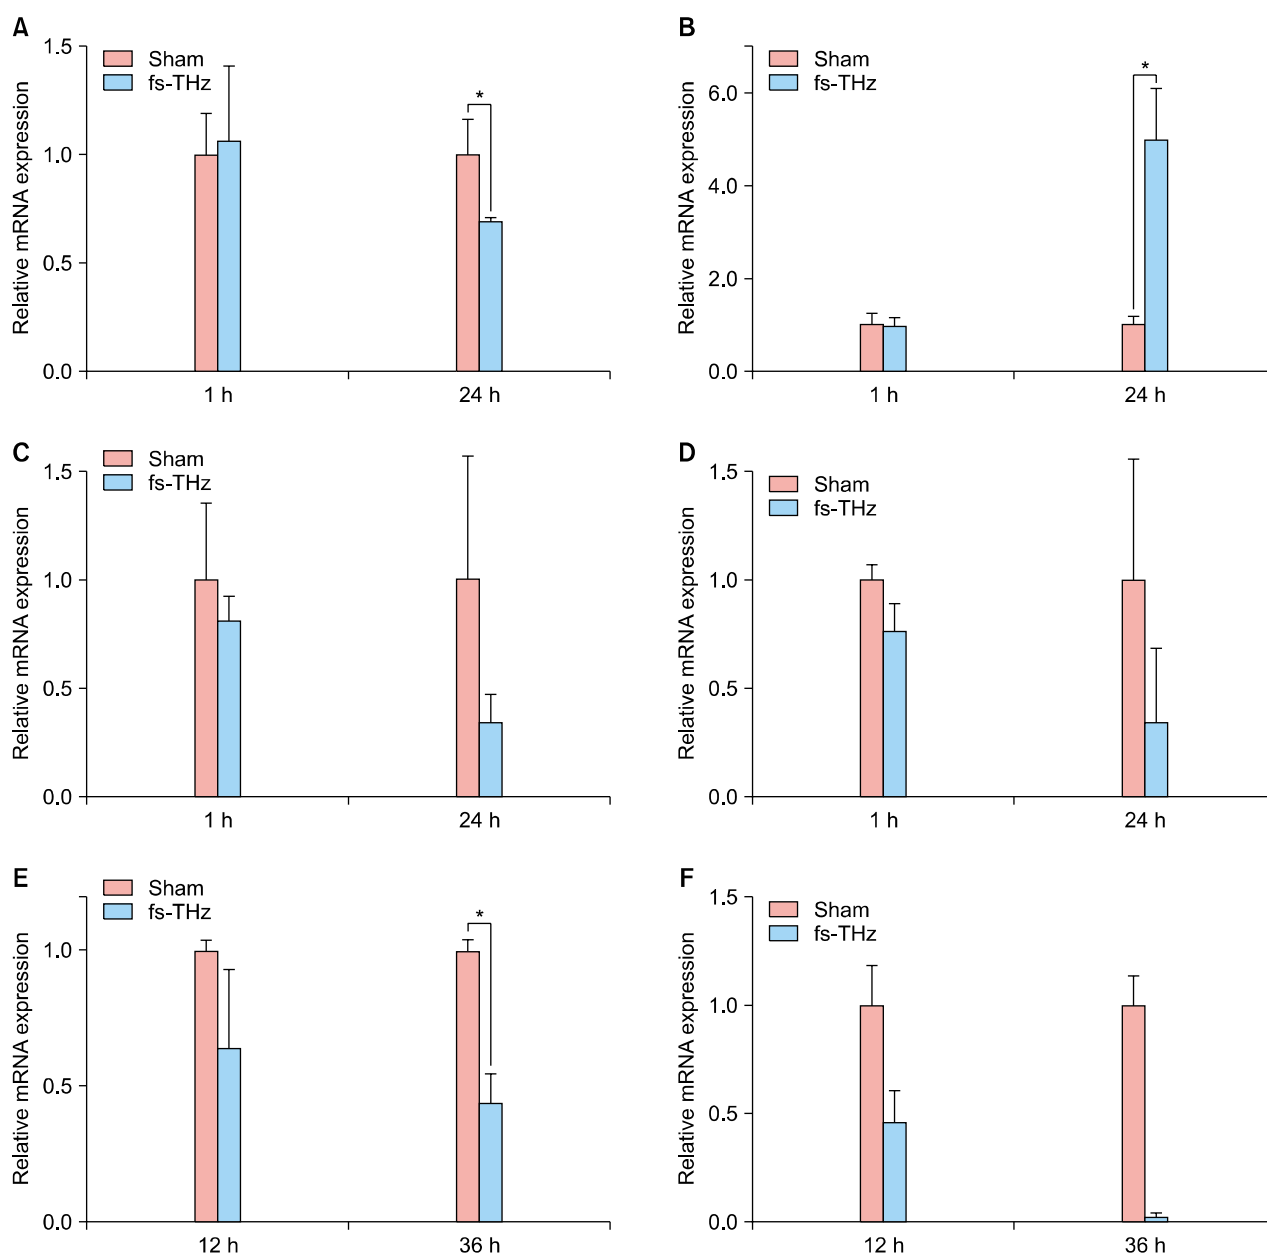 A
Relative mRNA expression
1.5
1.0
0.5
0.0
Sham
fs-THz
*
1 h
24 h
B
Relative mRNA expression
6.0
4.0
2.0
0.0
Sham
fs-THz
*
1 h
24 h
C
Relative mRNA expression
1.5
1.0
0.5
0.0
Sham
fs-THz
1 h
24 h
D
Relative mRNA expression
1.5
1.0
0.5
0.0
Sham
fs-THz
1 h
24 h
E
Relative mRNA expression
1.0
0.5
0.0
Sham
fs-THz
*
12 h
36 h
F
Relative mRNA expression
1.5
1.0
0.5
0.0
Sham
fs-THz
12 h
36 h